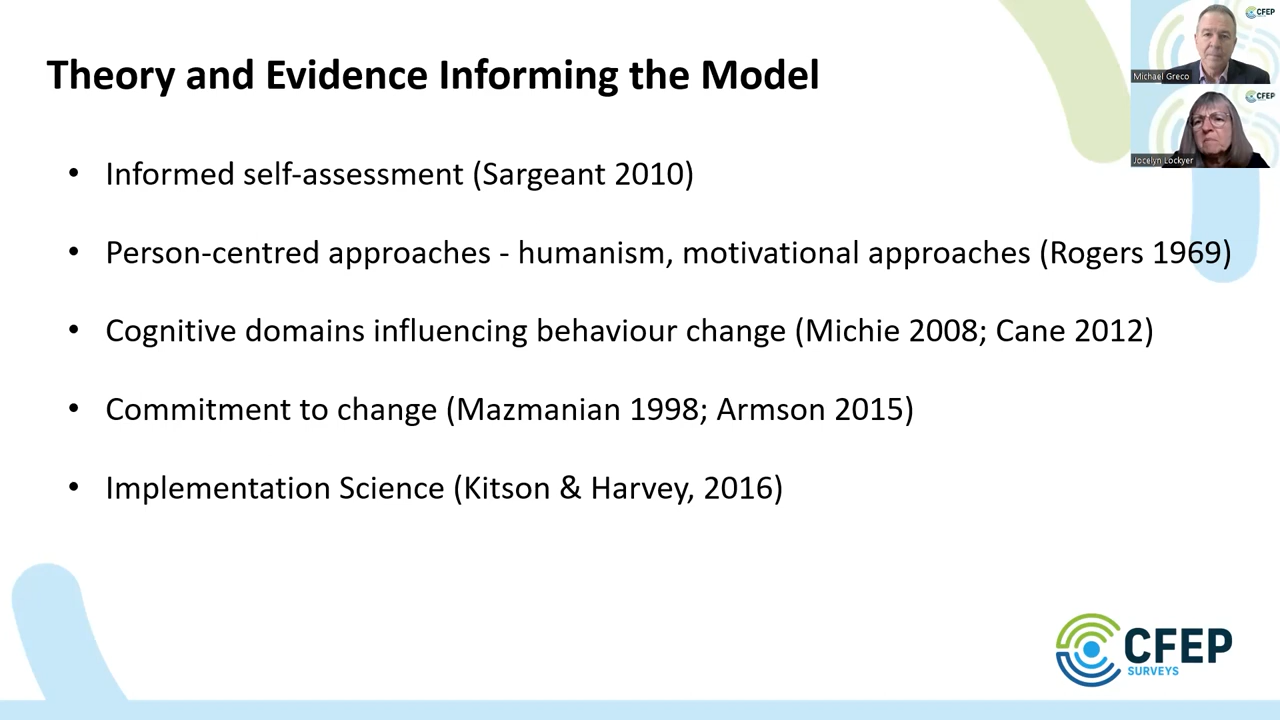 Theory and Evidence Informing the Model
CFEP
Michael Greco
CFEP
Jocelyn Lockyer
• Informed self-assessment (Sargeant 2010)
• Person-centred approaches - humanism, motivational approaches (Rogers 1969)
• Cognitive domains influencing behaviour change (Michie 2008; Cane 2012)
• Commitment to change (Mazmanian 1998; Armson 2015)
• Implementation Science (Kitson & Harvey, 2016)
CFEP
SURVEYS